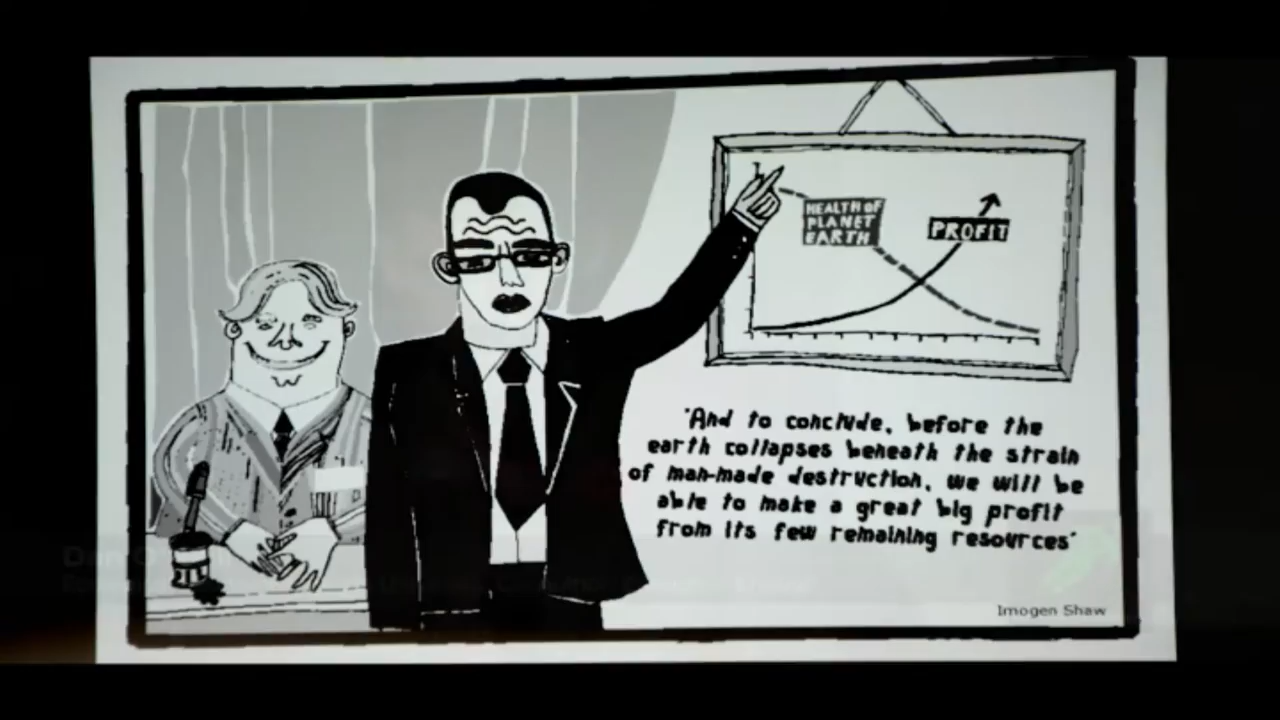 HEALTH OF
PLANET
EARTH
PROFIT
"And to conclude, before the
earth collapses beneath the strain
of man-made destruction, we will be
able to make a great big profit
from its few remaining resources"
Imogen Shaw